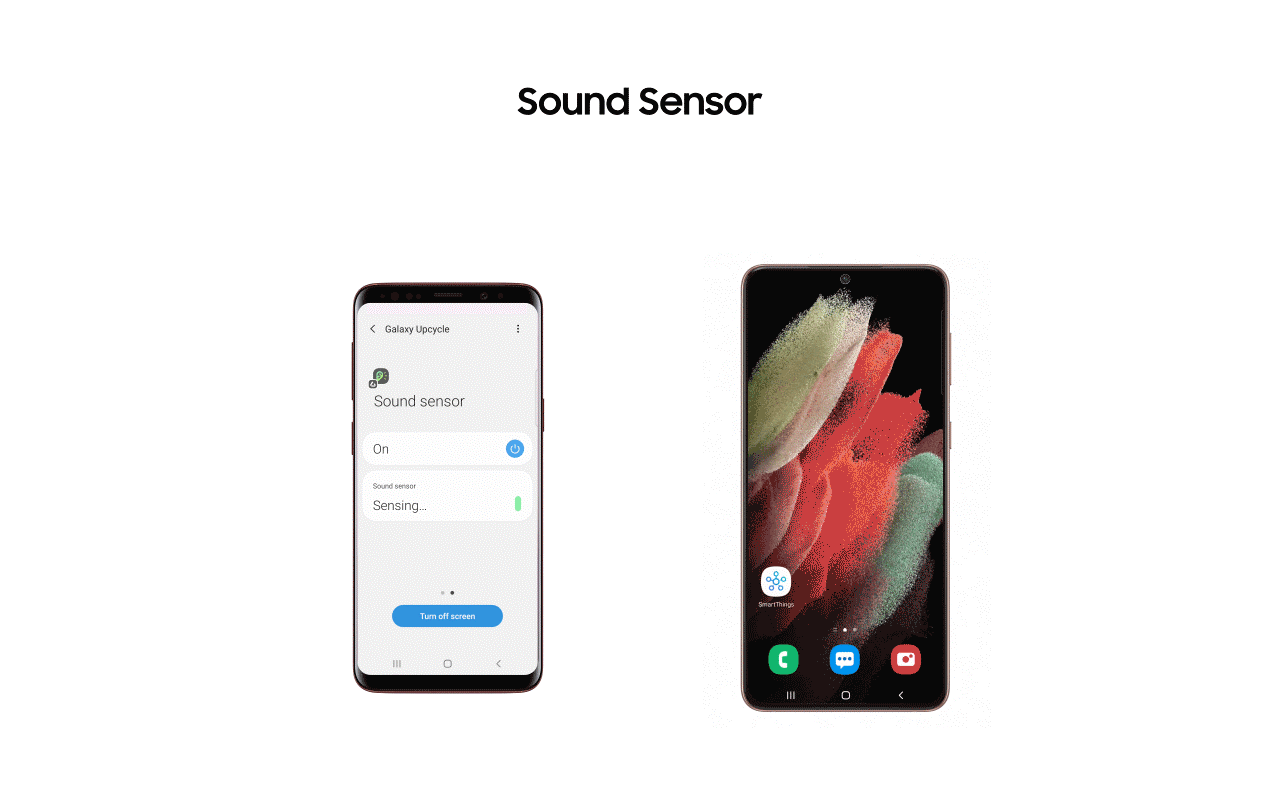 Sound Sensor
Galaxy Upcycle
Sound sensor
On
Sound sensor
Sensing...
Turn off screen
SmartThings